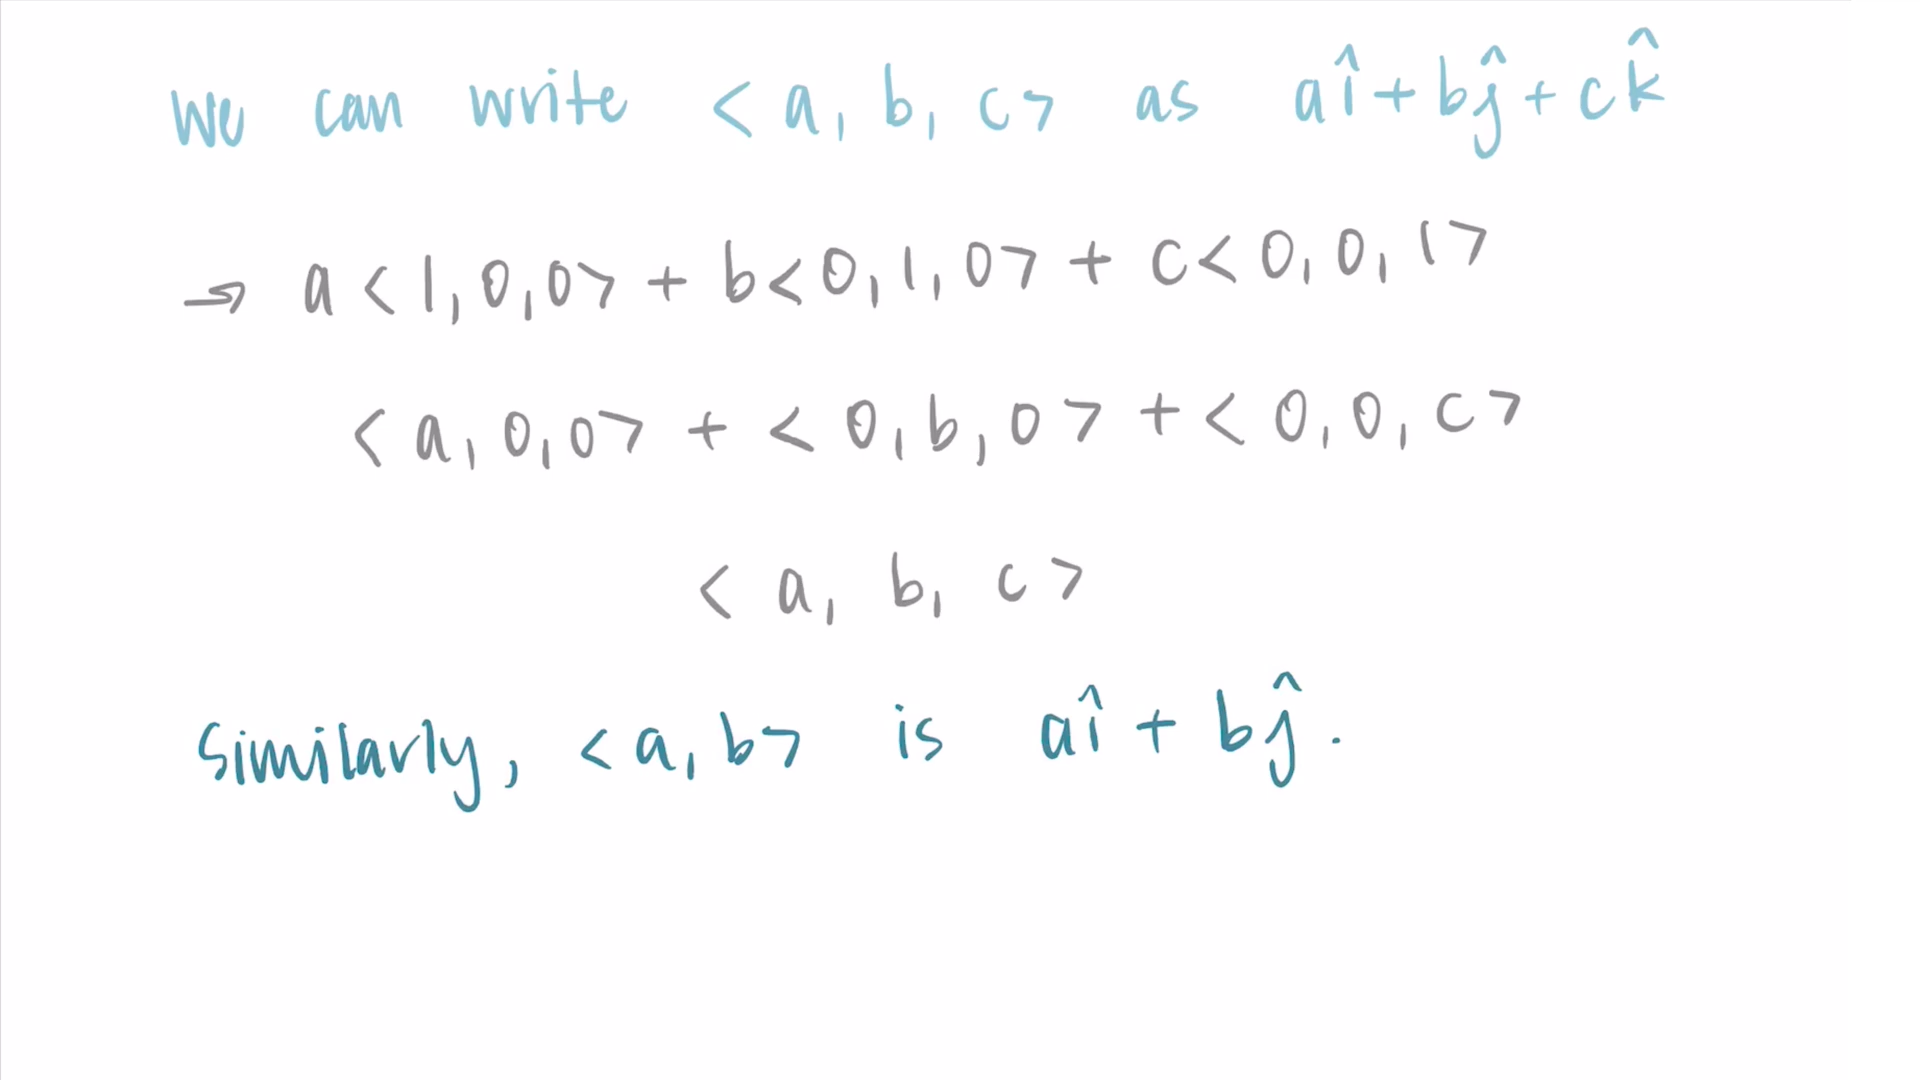 We can write < a, b, c > as aî + bĵ + ck̂
→ a < 1, 0, 0 > + b < 0, 1, 0 > + c < 0, 0, 1 >
< a, 0, 0 > + < 0, b, 0 > + < 0, 0, c >
< a, b, c >
Similarly, < a, b > is aî + bĵ.